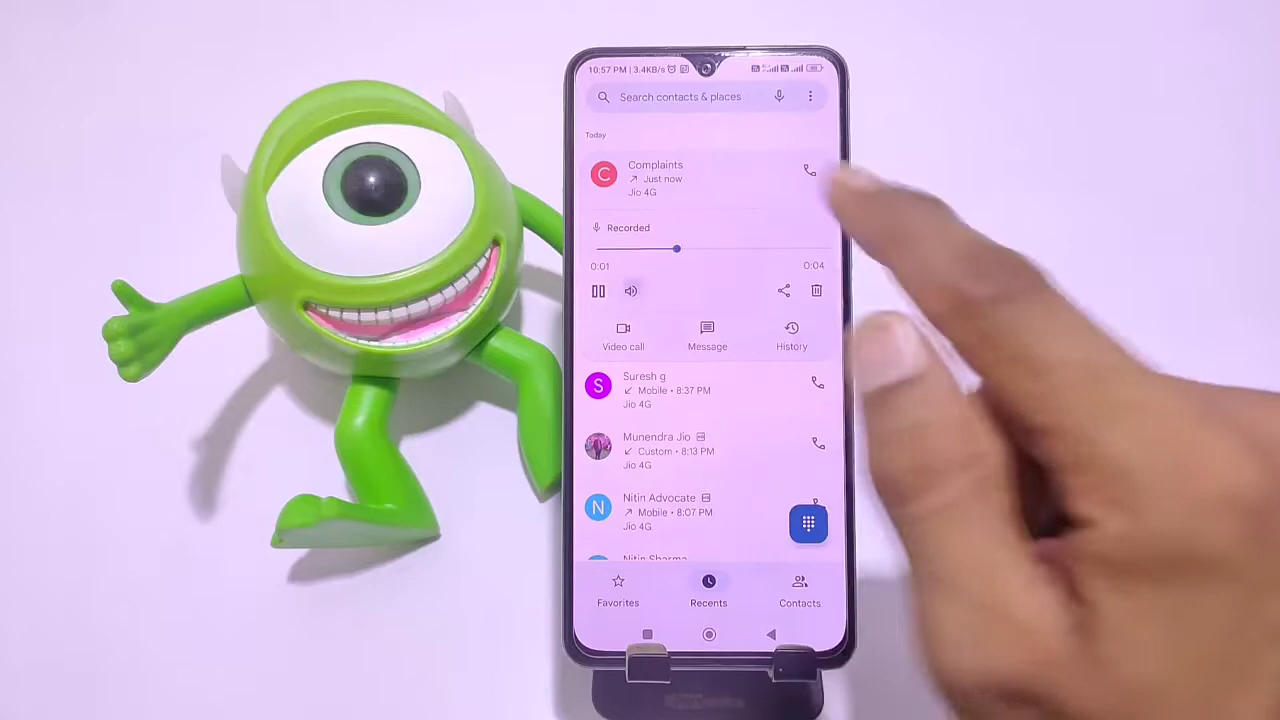 10:57 PM | 3.4KB/s
Search contacts & places
Today
C
Complaints
Just now
Jio 4G
Recorded
0:01
0:04
Video call
Message
History
S
Suresh g
Mobile • 8:37 PM
Jio 4G
Munendra Jio
Custom • 8:13 PM
Jio 4G
N
Nitin Advocate
Mobile • 8:07 PM
Jio 4G
Nitin Sharma
Favorites
Recents
Contacts